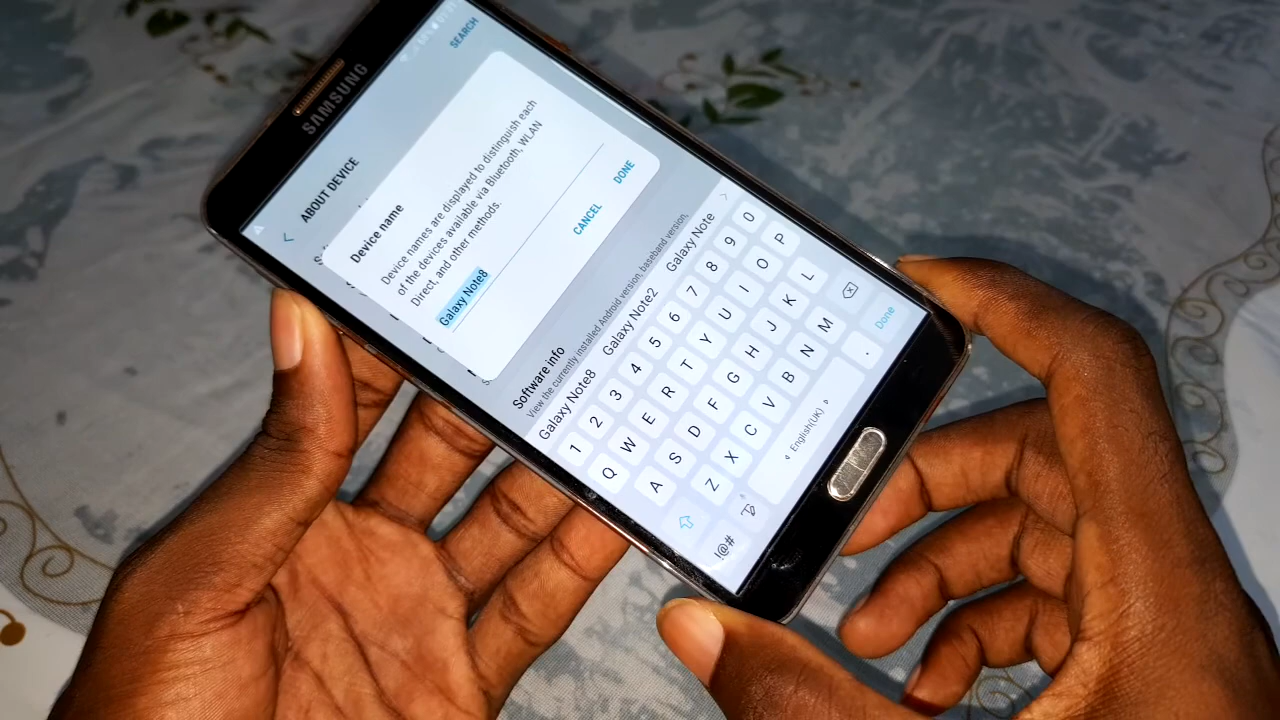 SAMSUNG
SEARCH
ABOUT DEVICE
Device name
Device names are displayed to distinguish each
of the devices available via Bluetooth, WLAN
Direct, and other methods.
Galaxy Note8
CANCEL
DONE
Software info
View the currently installed Android version, baseband version,
Galaxy Note8 Galaxy Note2 Galaxy Note
1 2 3 4 5 6 7 8 9 0
Q W E R T Y U I O P
A S D F G H J K L
Z X C V B N M
!@# English(UK) . Done